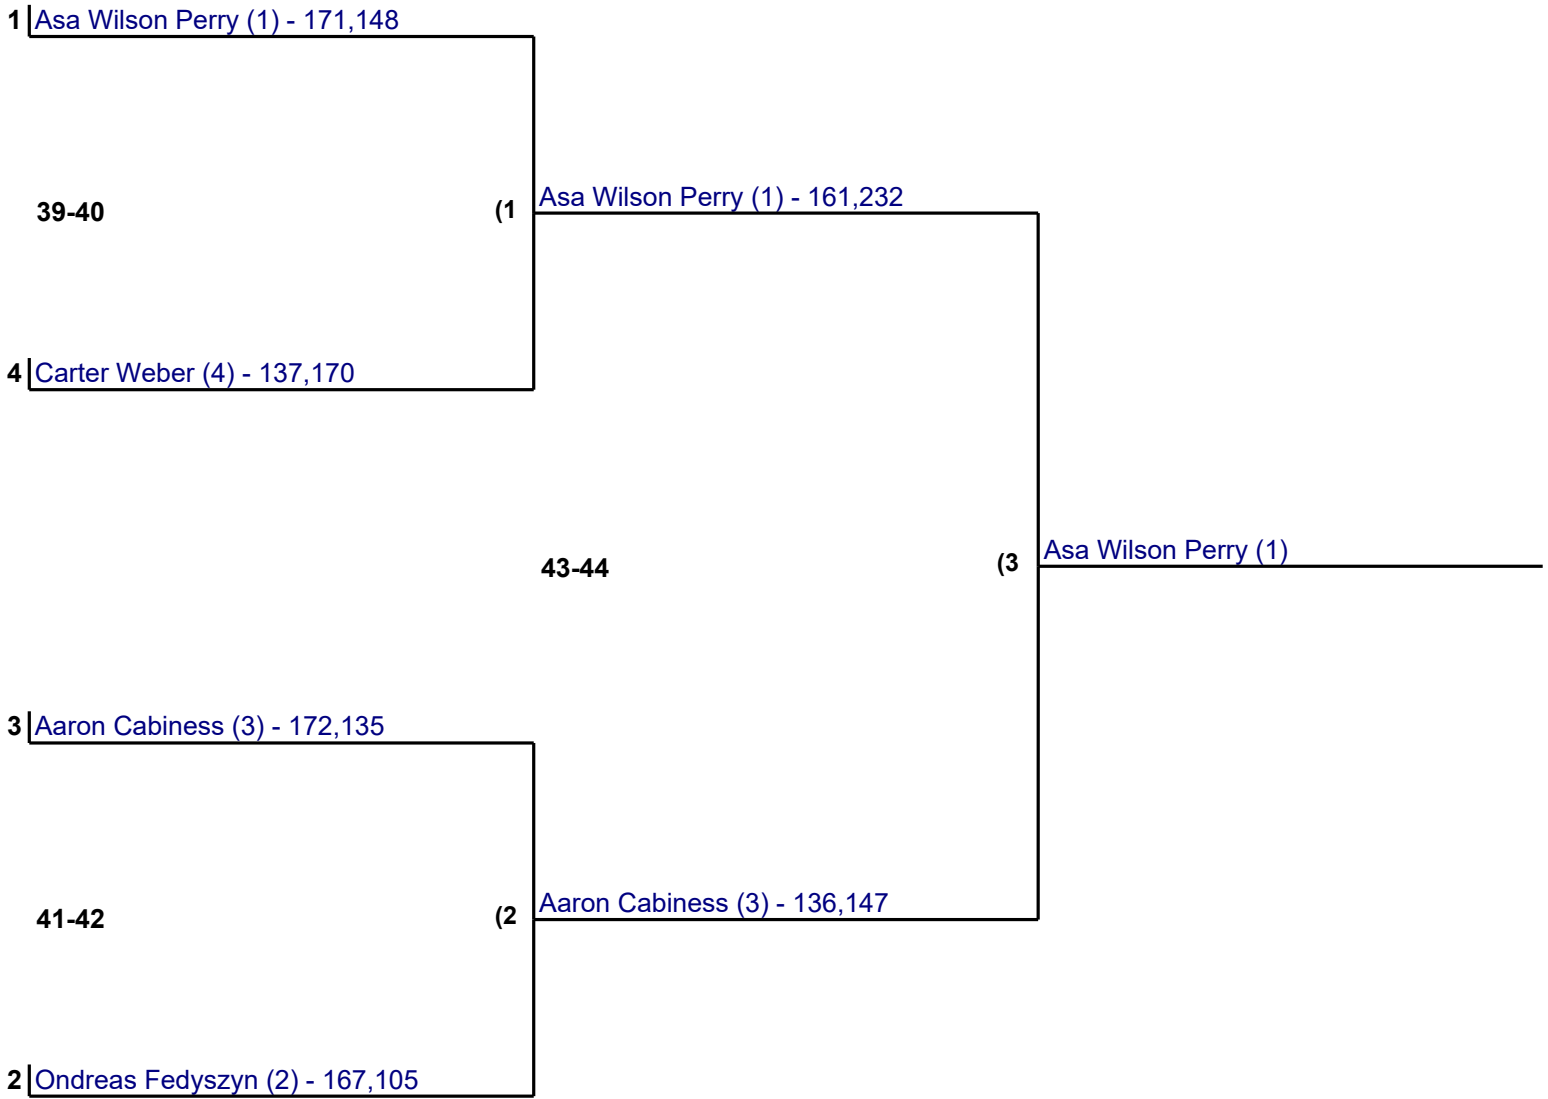 1 Asa Wilson Perry (1) - 171,148
39-40
(1
Asa Wilson Perry (1) - 161,232
4 Carter Weber (4) - 137,170
43-44
(3
Asa Wilson Perry (1)
3 Aaron Cabiness (3) - 172,135
41-42
(2
Aaron Cabiness (3) - 136,147
2 Ondreas Fedyszyn (2) - 167,105